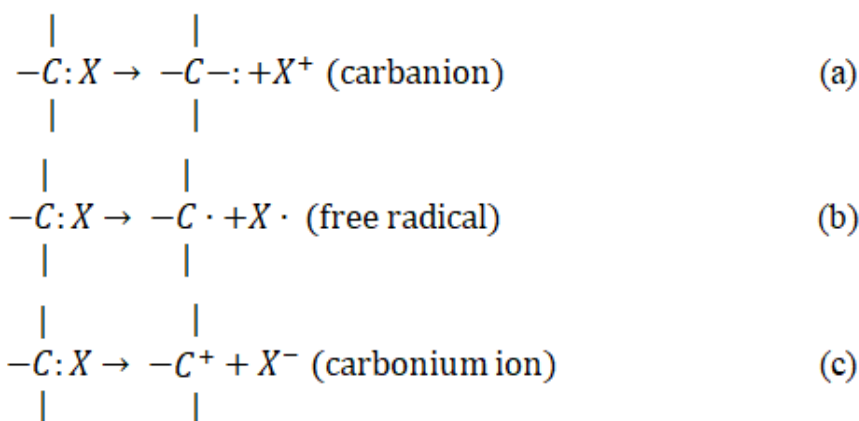 | |
−C:X → −C−: +X⁺ (carbanion) (a)
| |
| |
−C:X → −C · +X · (free radical) (b)
| |
| |
−C:X → −C⁺ + X⁻ (carbonium ion) (c)
| |